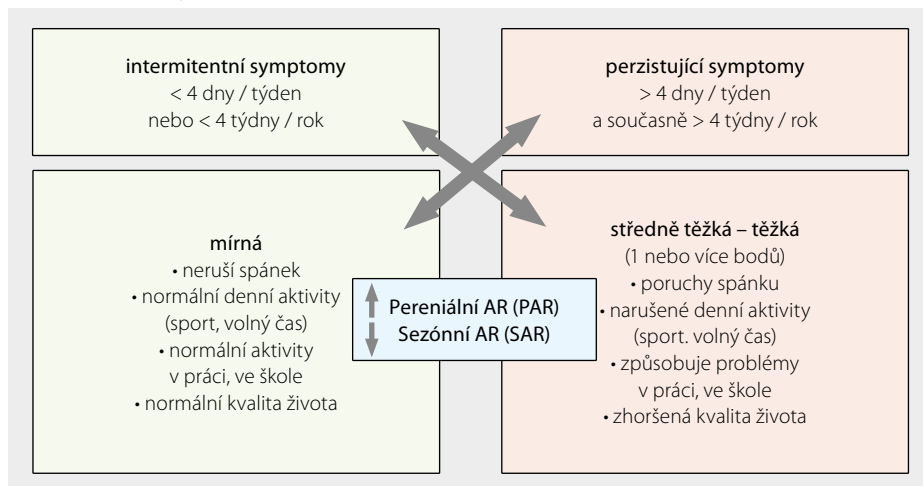 intermitentní symptomy
< 4 dny / týden
nebo < 4 týdny / rok
perzistující symptomy
> 4 dny / týden
a současně > 4 týdny / rok
mírná
• neruší spánek
• normální denní aktivity
(sport, volný čas)
• normální aktivity
v práci, ve škole
• normální kvalita života
Pereniální AR (PAR)
Sezónní AR (SAR)
středně těžká – těžká
(1 nebo více bodů)
• poruchy spánku
• narušené denní aktivity
(sport. volný čas)
• způsobuje problémy
v práci, ve škole
• zhoršená kvalita života